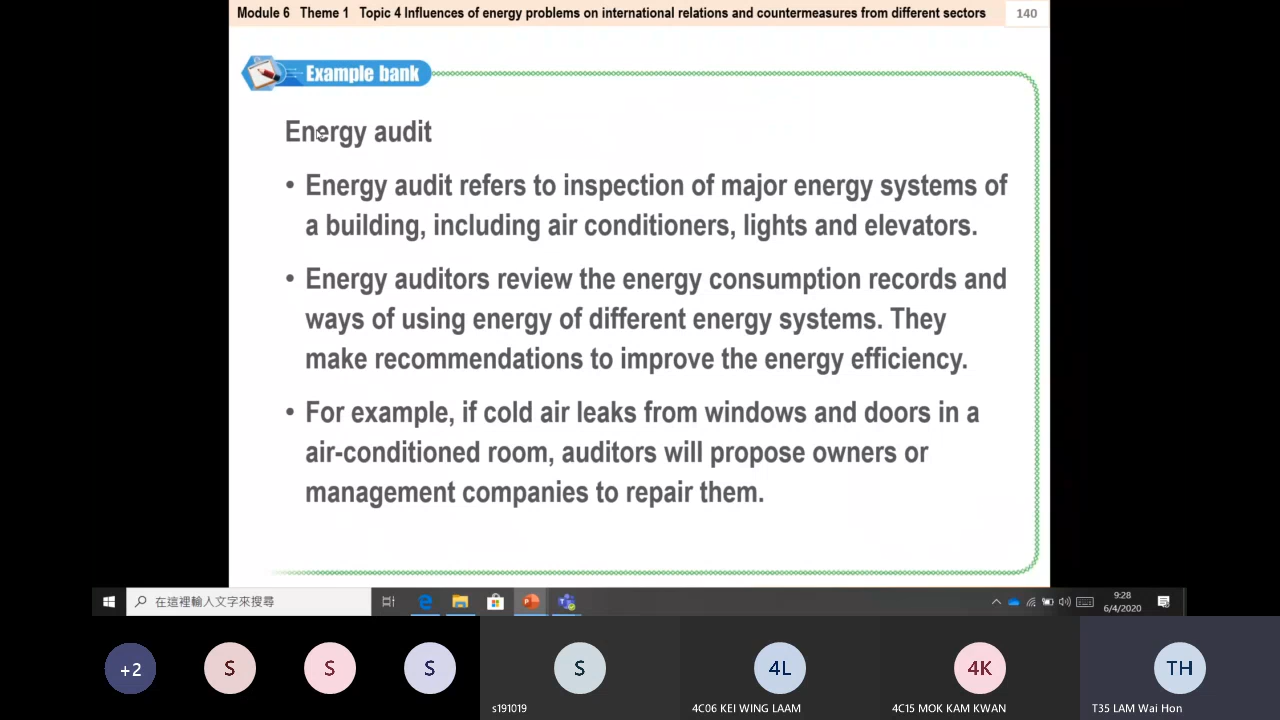 Module 6 Theme 1 Topic 4 Influences of energy problems on international relations and countermeasures from different sectors 140
Example bank
Energy audit
• Energy audit refers to inspection of major energy systems of
a building, including air conditioners, lights and elevators.
• Energy auditors review the energy consumption records and
ways of using energy of different energy systems. They
make recommendations to improve the energy efficiency.
• For example, if cold air leaks from windows and doors in a
air-conditioned room, auditors will propose owners or
management companies to repair them.
在這裡輸入文字來搜尋
9:28
6/4/2020
+2 S S S S 4L 4K TH
s191019 4C06 KEI WING LAAM 4C15 MOK KAM KWAN T35 LAM Wai Hon